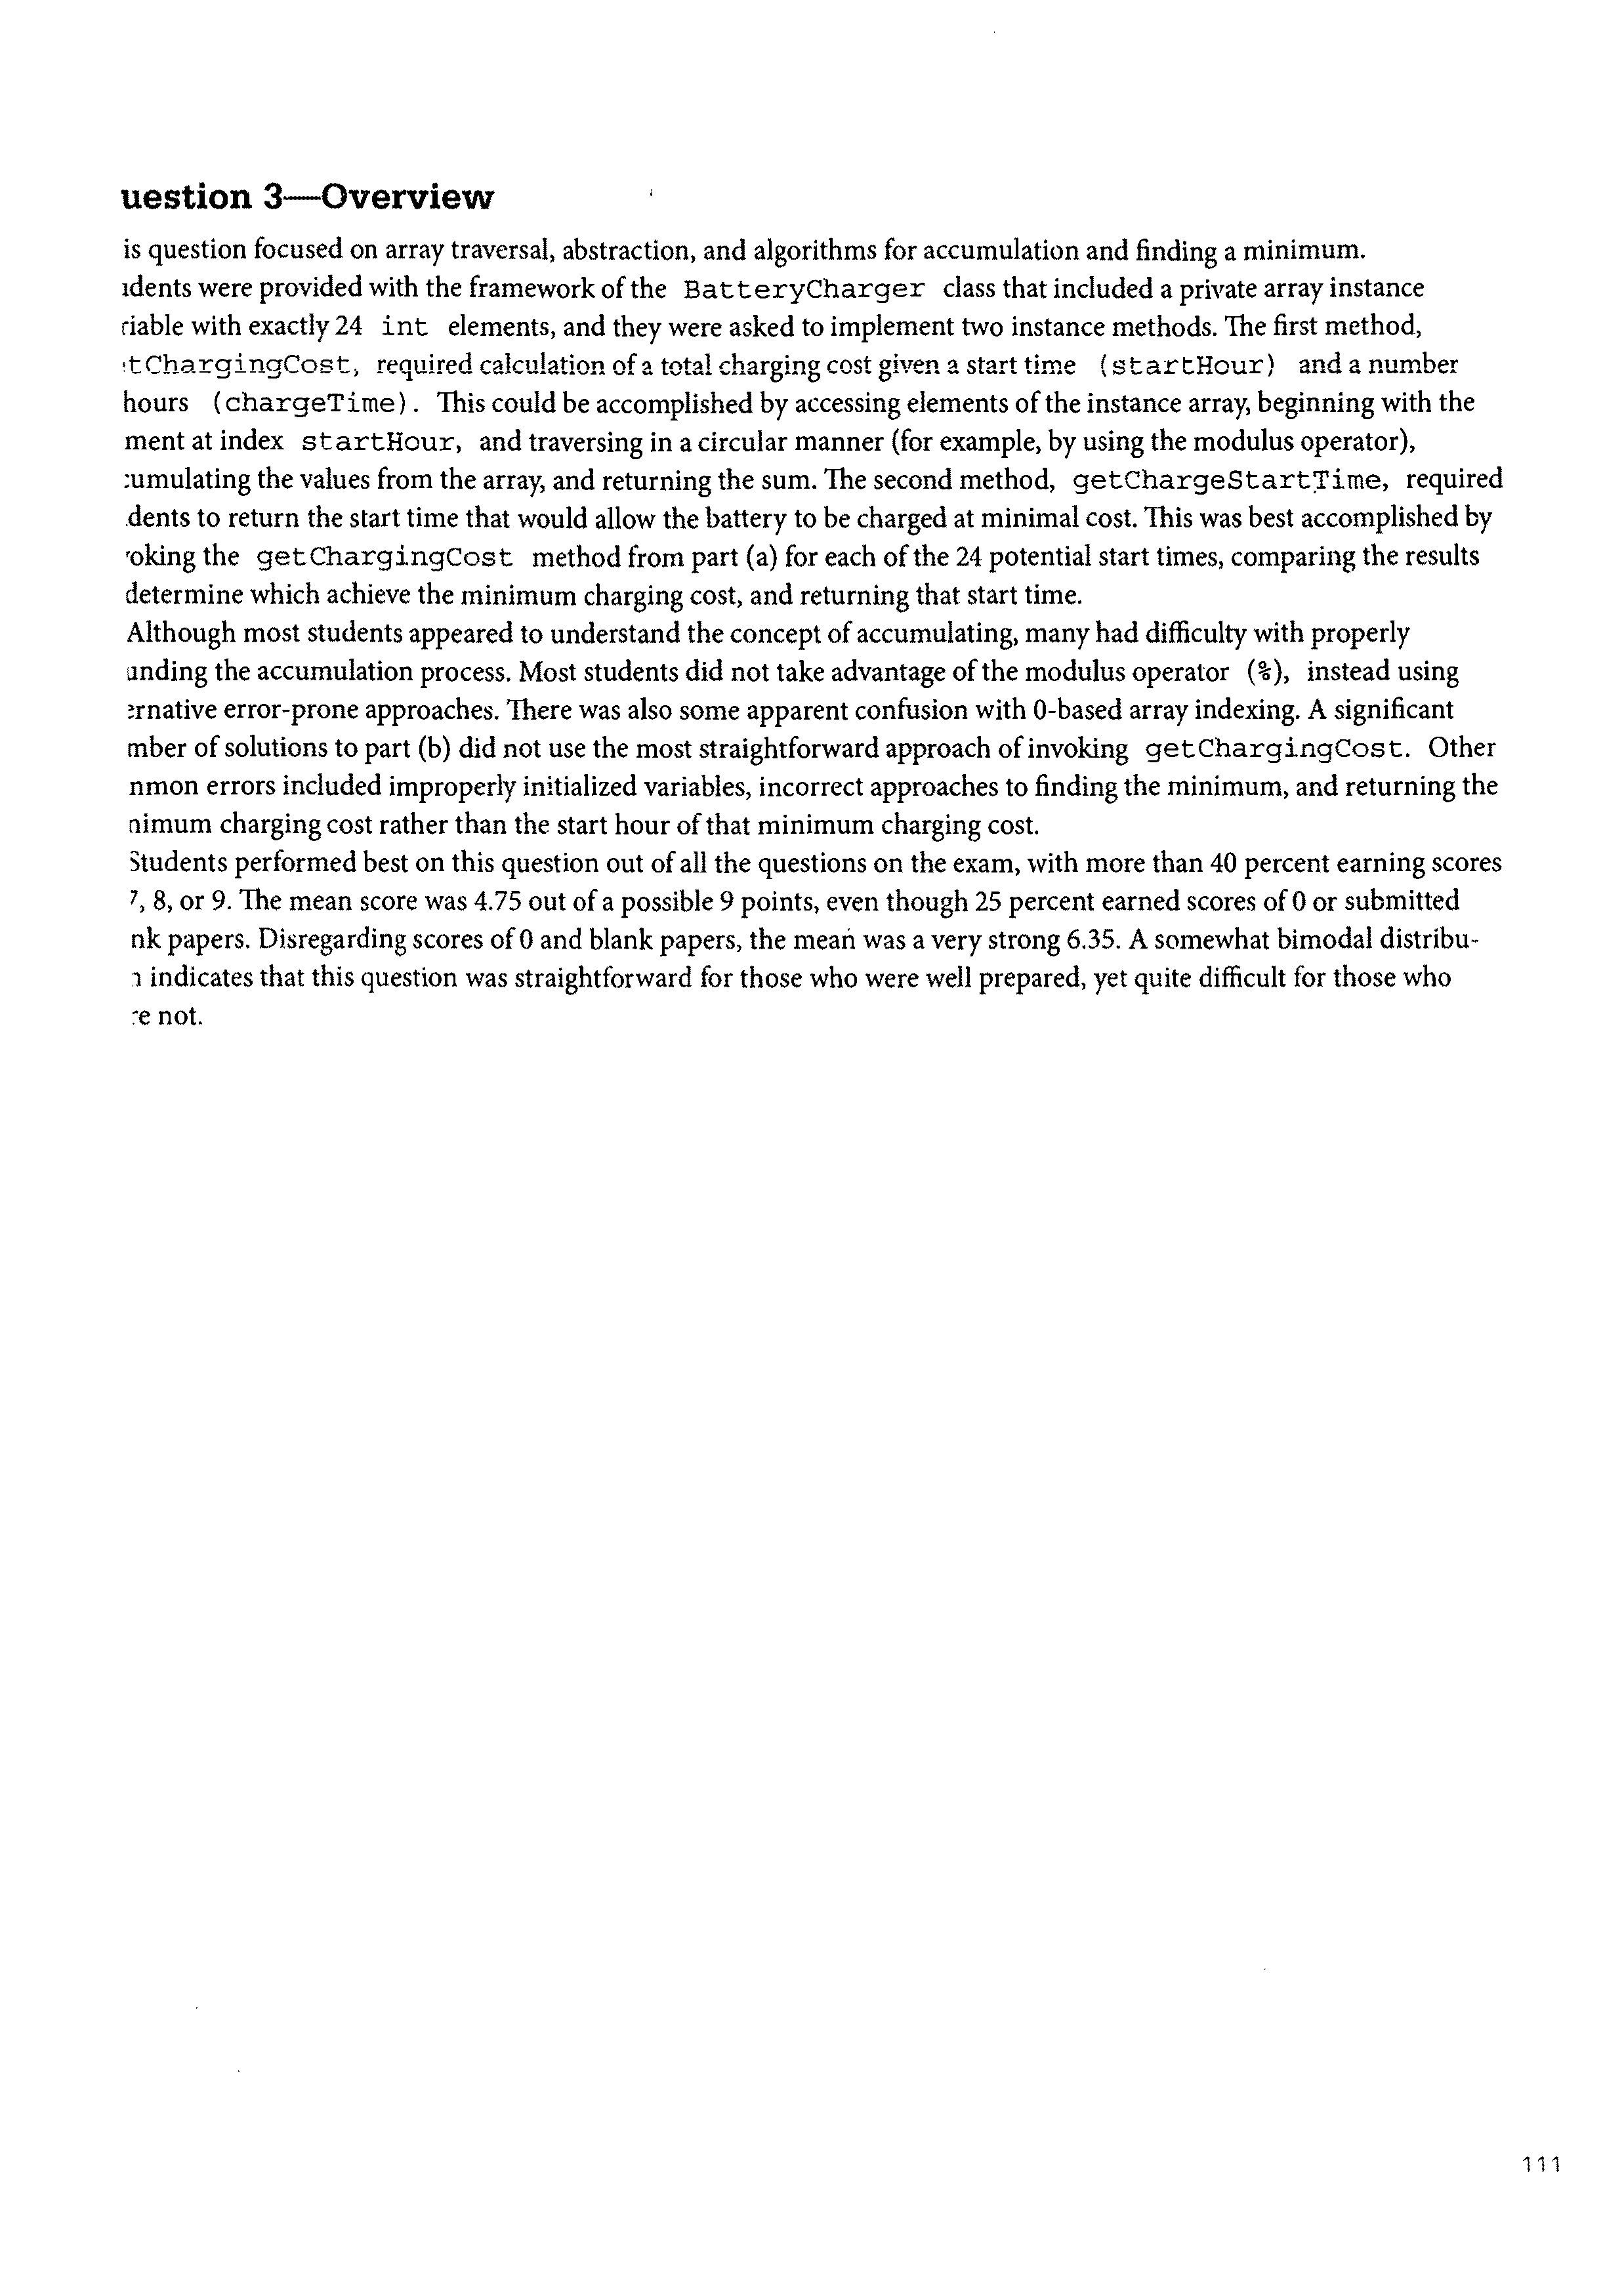 uestion 3—Overview
is question focused on array traversal, abstraction, and algorithms for accumulation and finding a minimum.
idents were provided with the framework of the BatteryCharger class that included a private array instance
riable with exactly 24 int elements, and they were asked to implement two instance methods. The first method,
tChargingCost, required calculation of a total charging cost given a start time (startHour) and a number
hours (chargeTime). This could be accomplished by accessing elements of the instance array, beginning with the
ment at index startHour, and traversing in a circular manner (for example, by using the modulus operator),
cumulating the values from the array, and returning the sum. The second method, getChargeStartTime, required
dents to return the start time that would allow the battery to be charged at minimal cost. This was best accomplished by
oking the getChargingCost method from part (a) for each of the 24 potential start times, comparing the results
determine which achieve the minimum charging cost, and returning that start time.
Although most students appeared to understand the concept of accumulating, many had difficulty with properly
unding the accumulation process. Most students did not take advantage of the modulus operator (%), instead using
ernative error-prone approaches. There was also some apparent confusion with 0-based array indexing. A significant
mber of solutions to part (b) did not use the most straightforward approach of invoking getChargingCost. Other
nmon errors included improperly initialized variables, incorrect approaches to finding the minimum, and returning the
nimum charging cost rather than the start hour of that minimum charging cost.
Students performed best on this question out of all the questions on the exam, with more than 40 percent earning scores
7, 8, or 9. The mean score was 4.75 out of a possible 9 points, even though 25 percent earned scores of 0 or submitted
nk papers. Disregarding scores of 0 and blank papers, the mean was a very strong 6.35. A somewhat bimodal distribu-
n indicates that this question was straightforward for those who were well prepared, yet quite difficult for those who
re not.
111